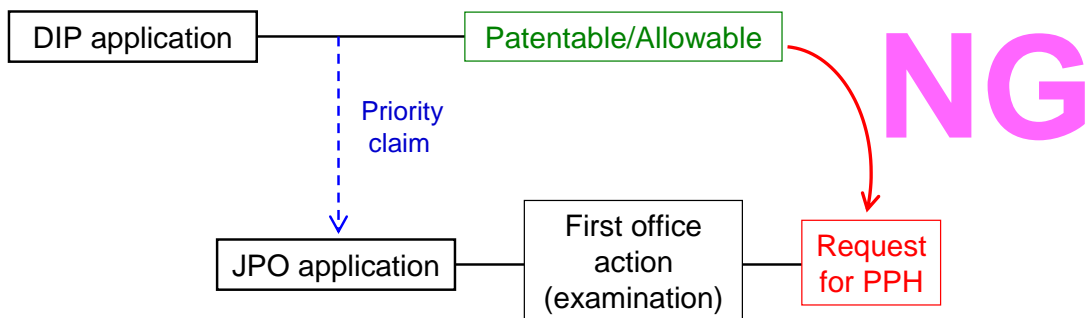 DIP application
Patentable/Allowable
NG
Priority
claim
JPO application
First office
action
(examination)
Request
for PPH